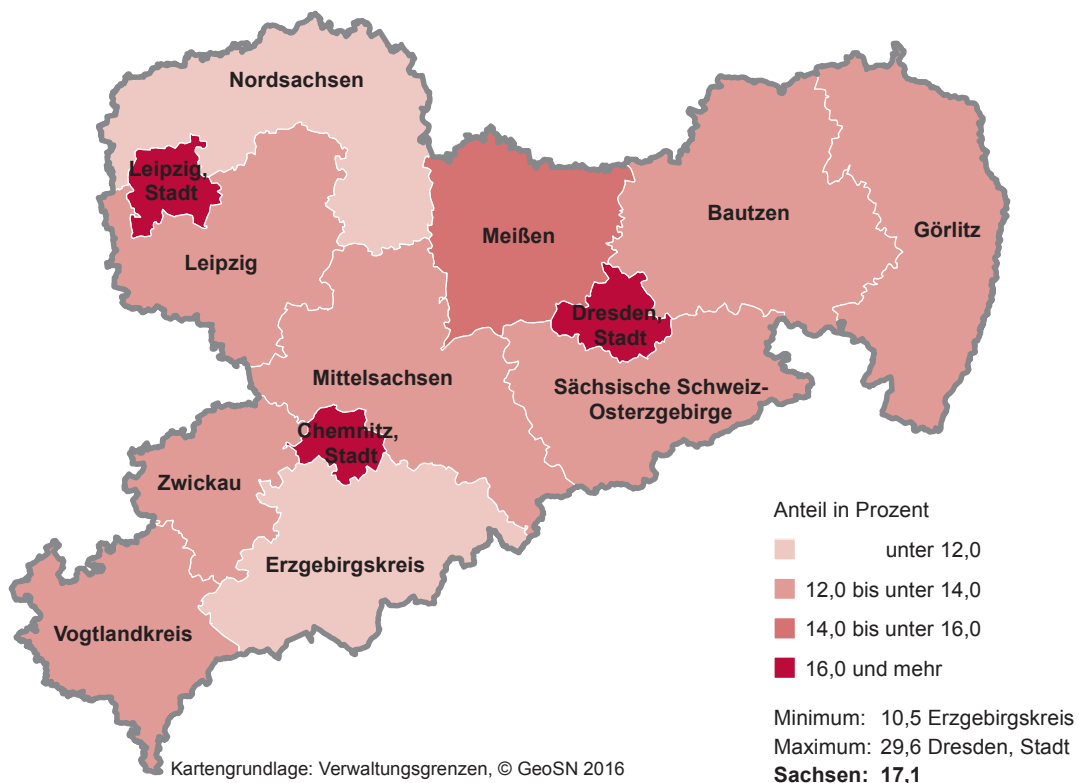 Nordsachsen
Leipzig,
Stadt
Leipzig
Meißen
Bautzen
Görlitz
Dresden,
Stadt
Mittelsachsen
Sächsische Schweiz-
Osterzgebirge
Chemnitz,
Stadt
Zwickau
Erzgebirgskreis
Vogtlandkreis
Anteil in Prozent
unter 12,0
12,0 bis unter 14,0
14,0 bis unter 16,0
16,0 und mehr
Minimum: 10,5 Erzgebirgskreis
Maximum: 29,6 Dresden, Stadt
Sachsen: 17,1
Kartengrundlage: Verwaltungsgrenzen, © GeoSN 2016